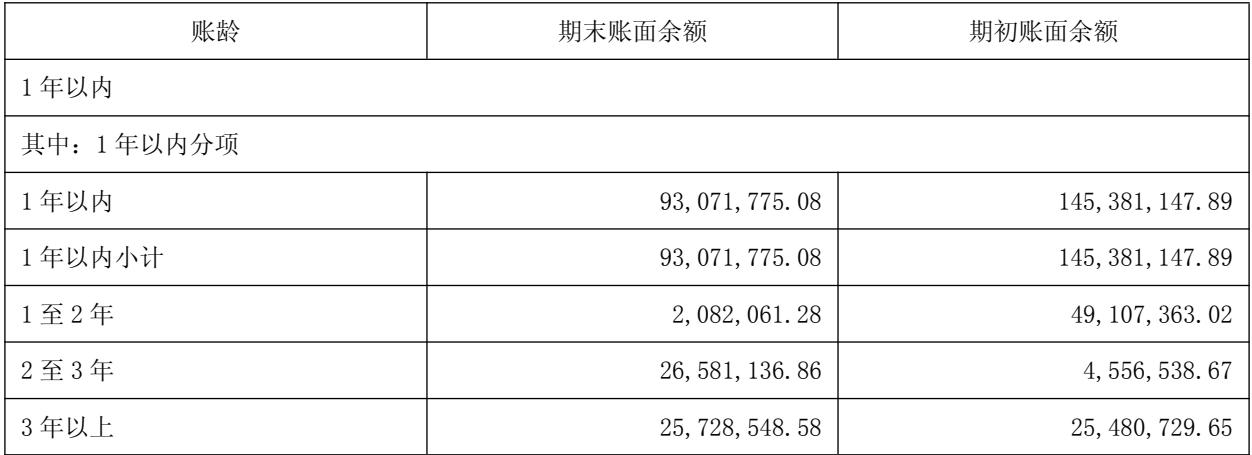 账龄 期末账面余额 期初账面余额
1年以内
其中：1年以内分项
1年以内 93,071,775.08 145,381,147.89
1年以内小计 93,071,775.08 145,381,147.89
1至2年 2,082,061.28 49,107,363.02
2至3年 26,581,136.86 4,556,538.67
3年以上 25,728,548.58 25,480,729.65